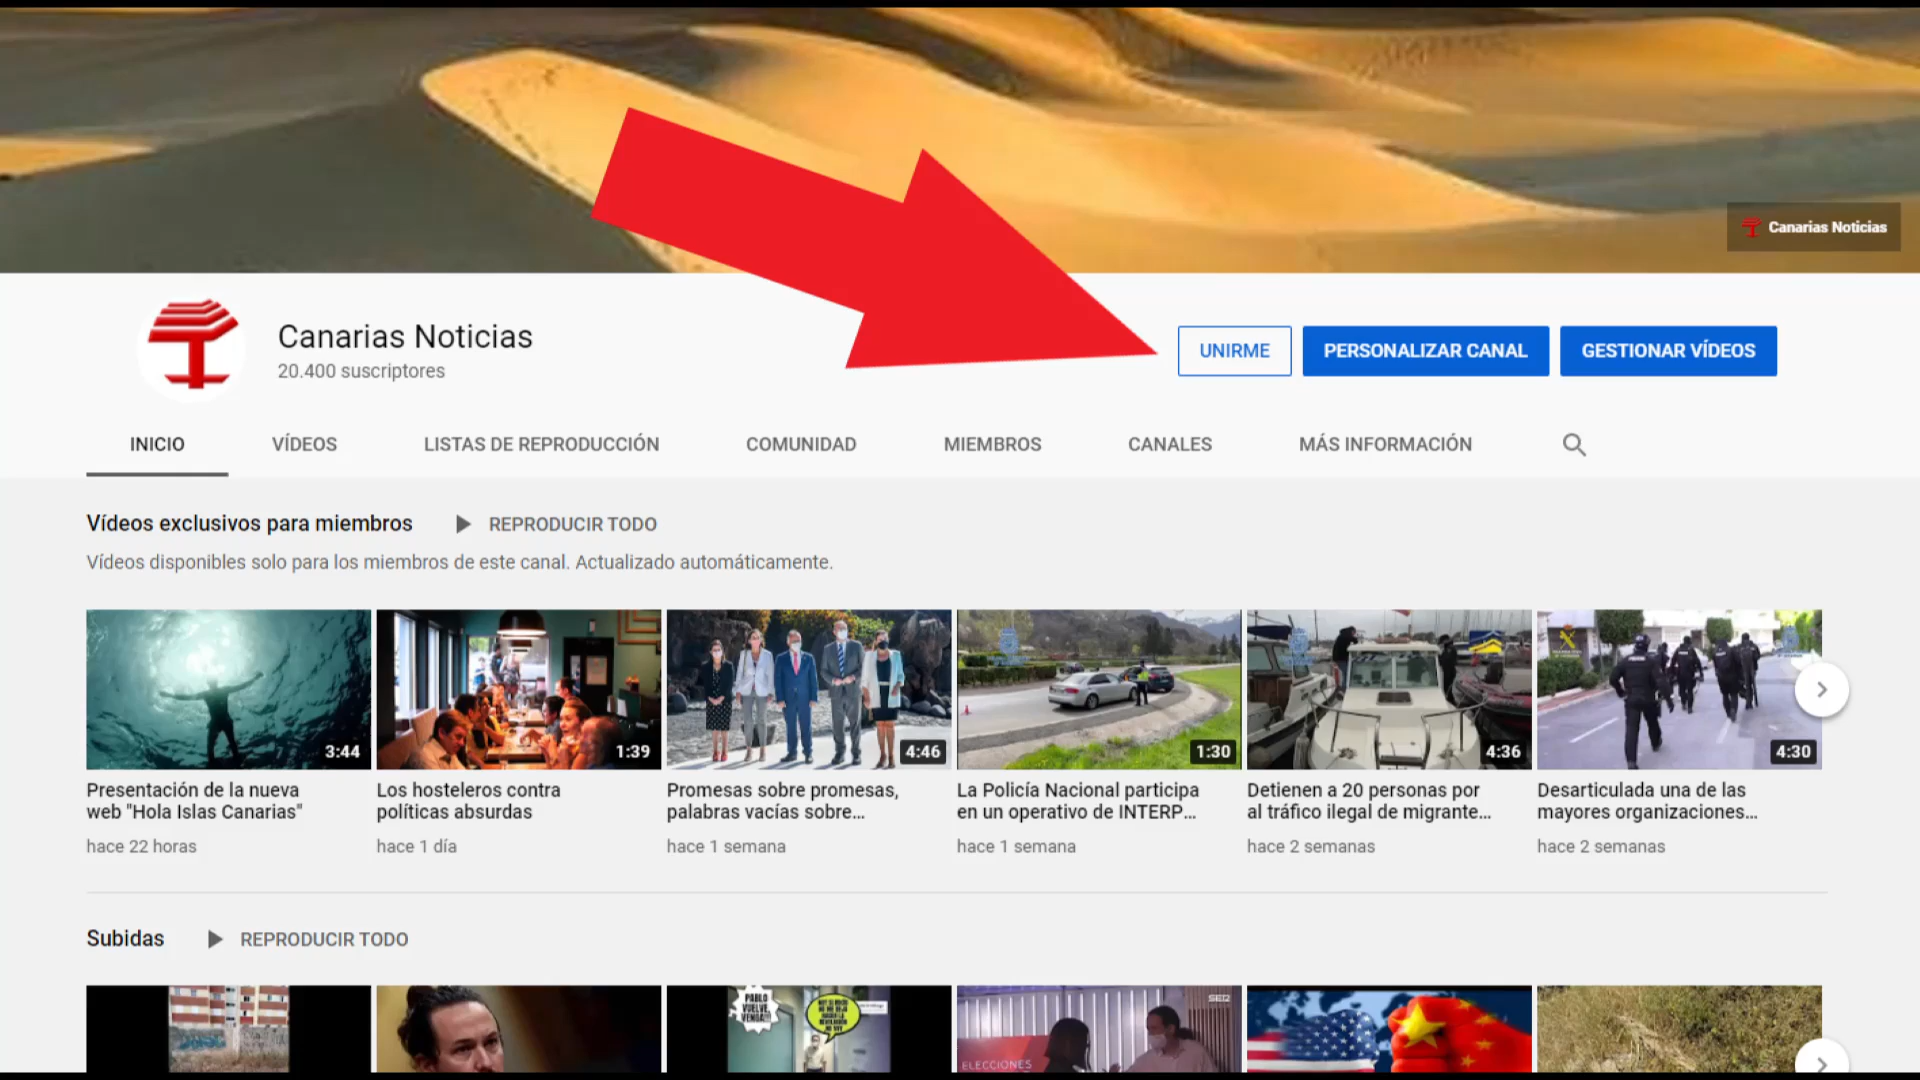 Canarias Noticias
Canarias Noticias
20.400 suscriptores
UNIRME
PERSONALIZAR CANAL
GESTIONAR VÍDEOS
INICIO
VÍDEOS
LISTAS DE REPRODUCCIÓN
COMUNIDAD
MIEMBROS
CANALES
MÁS INFORMACIÓN
Vídeos exclusivos para miembros
REPRODUCIR TODO
Vídeos disponibles solo para los miembros de este canal. Actualizado automáticamente.
3:44
1:39
4:46
1:30
4:36
4:30
Presentación de la nueva
web "Hola Islas Canarias"
hace 22 horas
Los hosteleros contra
políticas absurdas
hace 1 día
Promesas sobre promesas,
palabras vacías sobre...
hace 1 semana
La Policía Nacional participa
en un operativo de INTERP...
hace 1 semana
Detienen a 20 personas por
al tráfico ilegal de migrante...
hace 2 semanas
Desarticulada una de las
mayores organizaciones...
hace 2 semanas
Subidas
REPRODUCIR TODO
PABLO
VUELVE,
VENGA!!!
SER
ELECCIONES